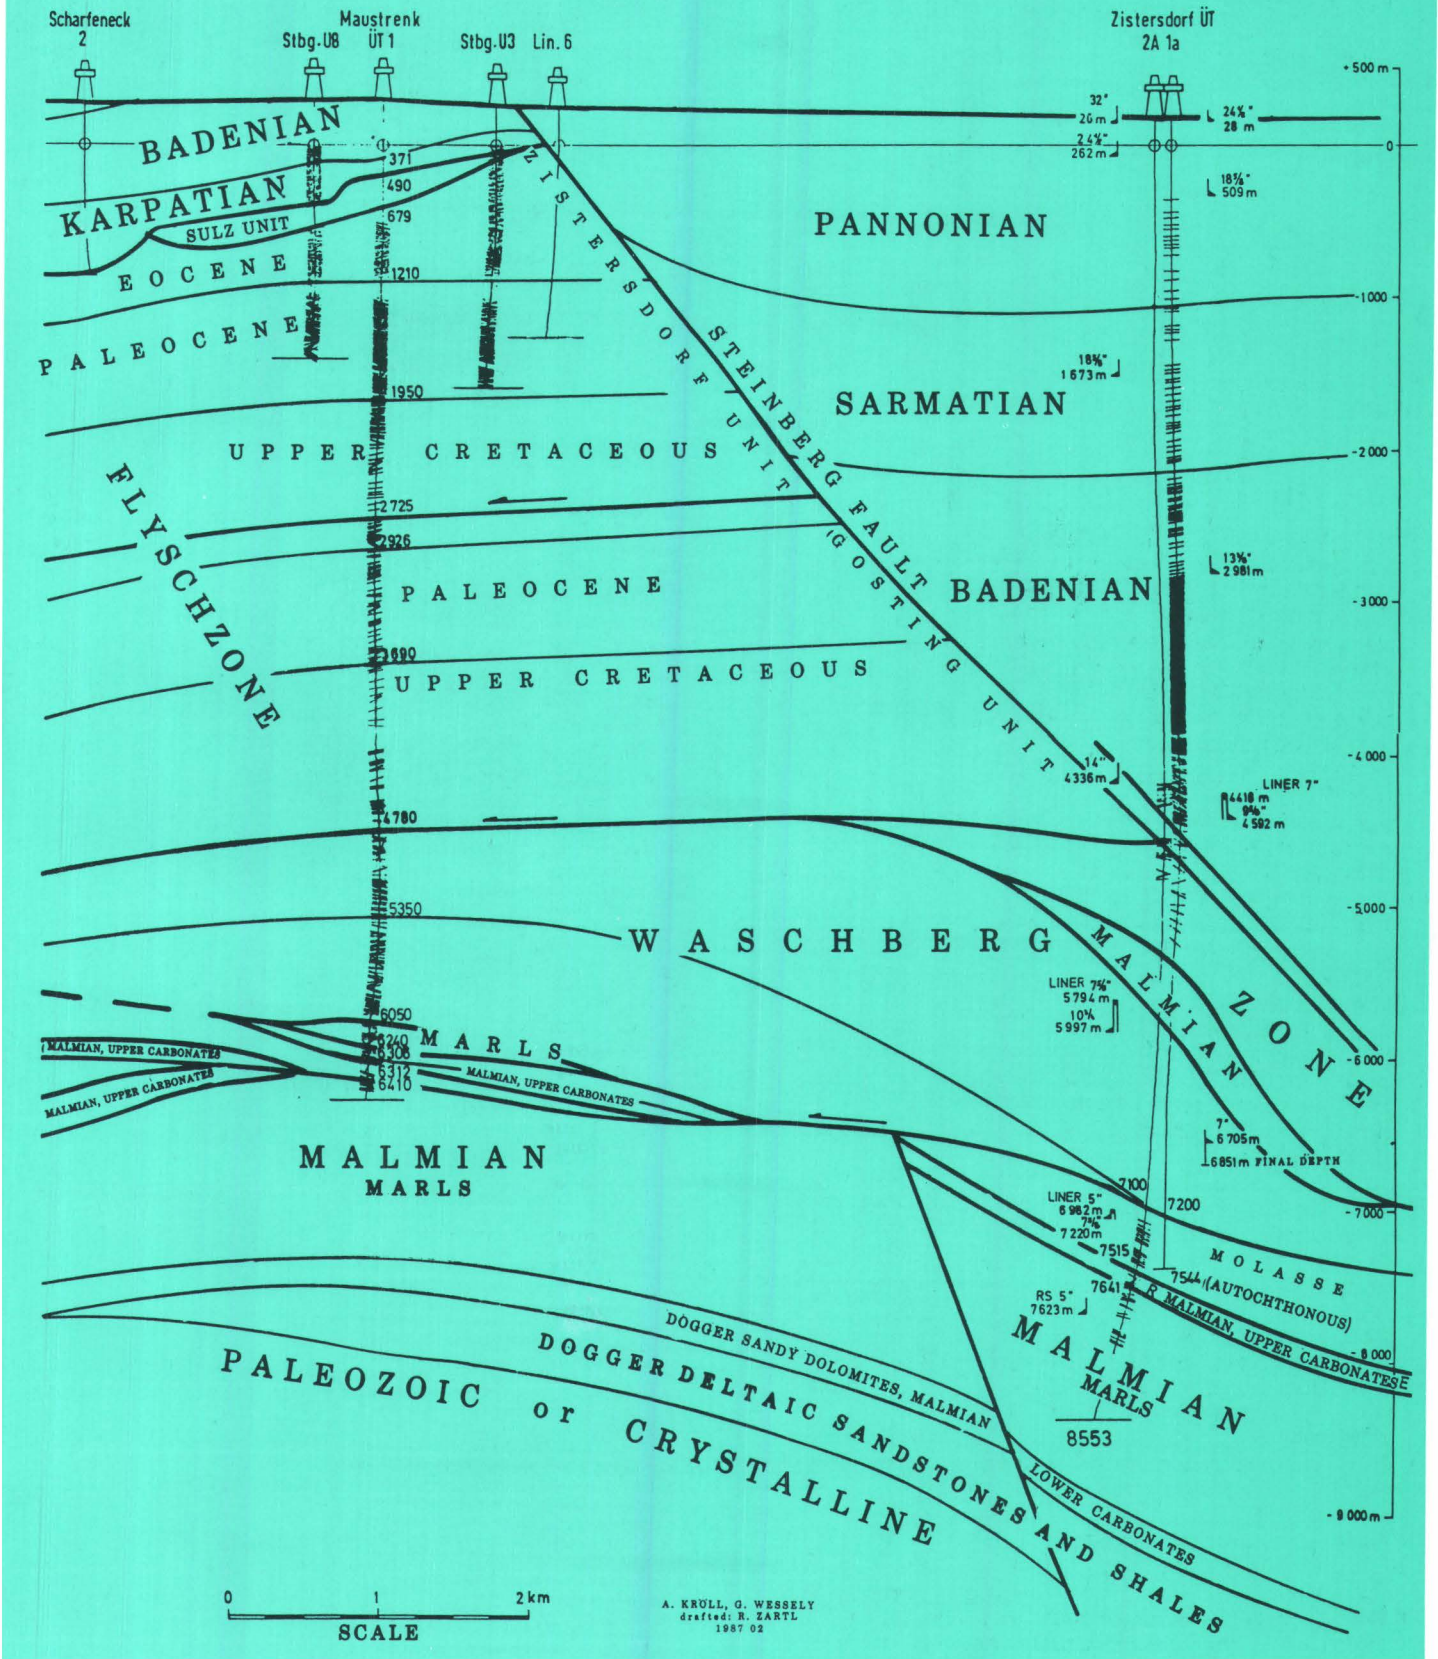 Scharfeneck
2
Maustrenk
Stbg.U8 ÜT 1
Stbg.U3 Lin. 6
Zistersdorf ÜT
2A 1a
+500 m
32"
26 m
24½"
28 m
0
24½"
262 m
18⅝"
509 m
BADENIAN
371
KARPATIAN
490
SULZ UNIT
679
EOCENE
1210
PALEOCENE
1950
ZISTERSDORF UNIT
STEINBERG FAULT
PANNONIAN
-1000
18⅝"
1673 m
SARMATIAN
UPPER CRETACEOUS
-2000
FLYSCHZONE
2725
2926
(GOSTING UNIT
13⅜"
2981 m
BADENIAN
PALEOCENE
-3000
UPPER CRETACEOUS
-4000
14"
4336 m
LINER 7"
4418 m
9⅝"
4592 m
4780
5350
-5000
WASCHBERG
ZONE
MALMIAN
LINER 7⅝"
5794 m
5997 m
6050
MARLS
6240
6306
6312
6410
MALMIAN, UPPER CARBONATES
MALMIAN, UPPER CARBONATES
MALMIAN, UPPER CARBONATES
-6000
7"
6705 m
6851 m FINAL DEPTH
MALMIAN
MARLS
7100
LINER 5"
6982 m
7⅝"
7220 m
7200
-7000
7515
MOLASSE
7544
(AUTOCHTHONOUS)
7641
RS 5"
7623 m
MALMIAN, UPPER CARBONATES
-8000
MALMIAN
MARLS
8553
DOGGER SANDY DOLOMITES, MALMIAN
LOWER CARBONATES
DOGGER DELTAIC SANDSTONES AND SHALES
PALEOZOIC or CRYSTALLINE
-9000 m
0 1 2 km
SCALE
A. KRÖLL, G. WESSELY
drafted: R. ZARTL
1987 02